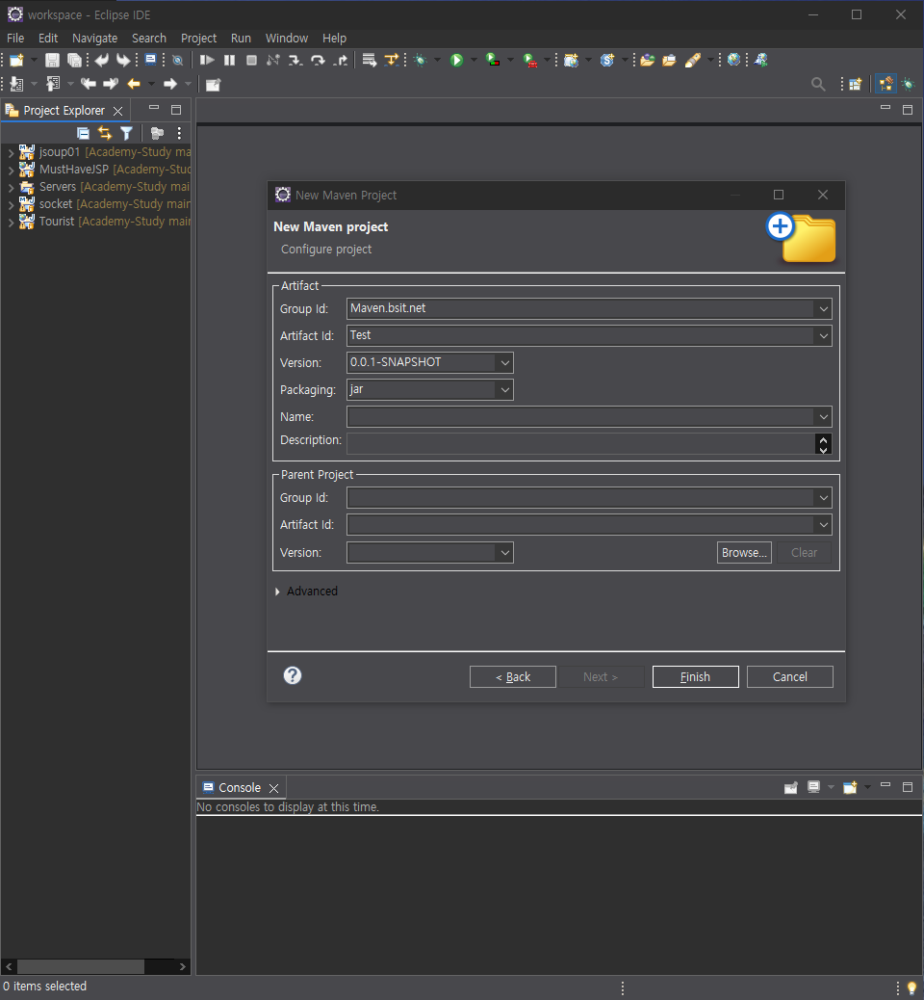 workspace - Eclipse IDE
File Edit Navigate Search Project Run Window Help
Project Explorer
jsoup01 [Academy-Study ma
MustHaveJSP [Academy-Stud
Servers [Academy-Study mai
socket [Academy-Study main
Tourist [Academy-Study mair
New Maven Project
New Maven project
Configure project
Artifact
Group Id: Maven.bsit.net
Artifact Id: Test
Version: 0.0.1-SNAPSHOT
Packaging: jar
Name:
Description:
Parent Project
Group Id:
Artifact Id:
Version: Browse... Clear
Advanced
< Back Next > Finish Cancel
Console
No consoles to display at this time.
0 items selected